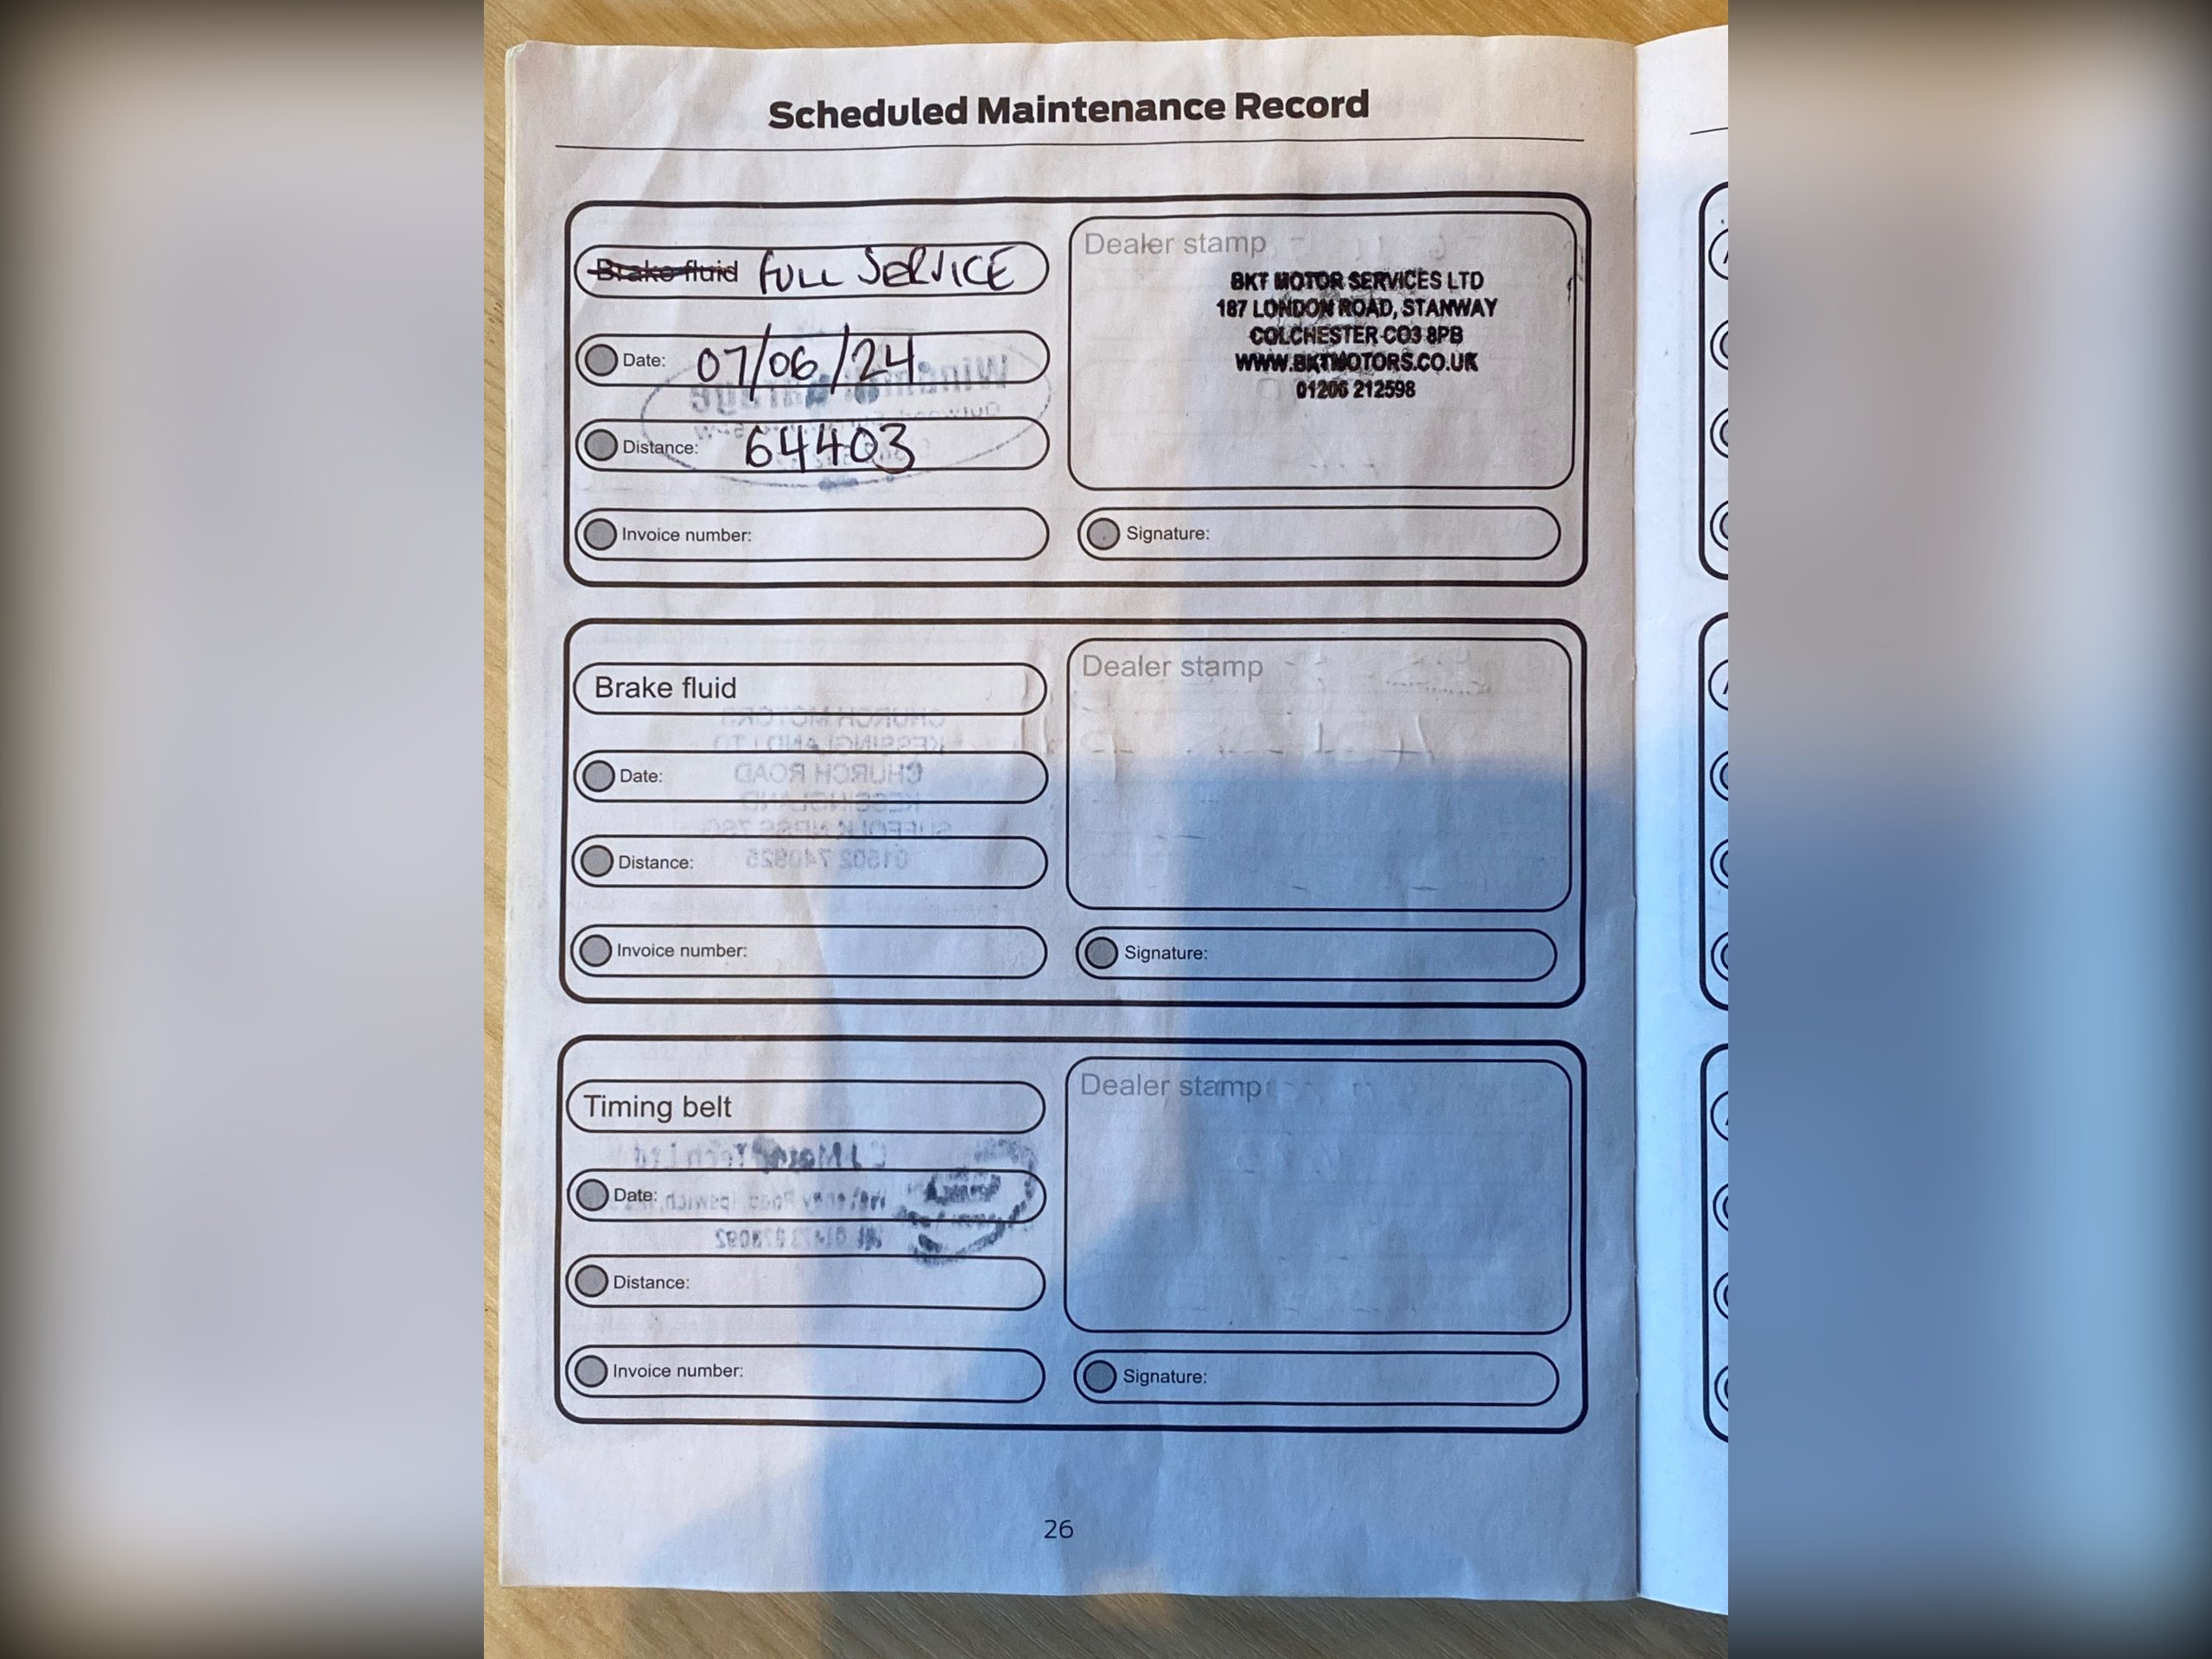 Scheduled Maintenance Record
Brake fluid FULL SERVICE
Date: 07/06/24
Distance: 64403
Invoice number:
Dealer stamp
BKT MOTOR SERVICES LTD
187 LONDON ROAD, STANWAY
COLCHESTER CO3 8PB
WWW.BKTMOTORS.CO.UK
01206 212598
Signature:
Brake fluid
Date:
Distance:
Invoice number:
Dealer stamp
Signature:
Timing belt
Date:
Distance:
Invoice number:
Dealer stamp
Signature:
26